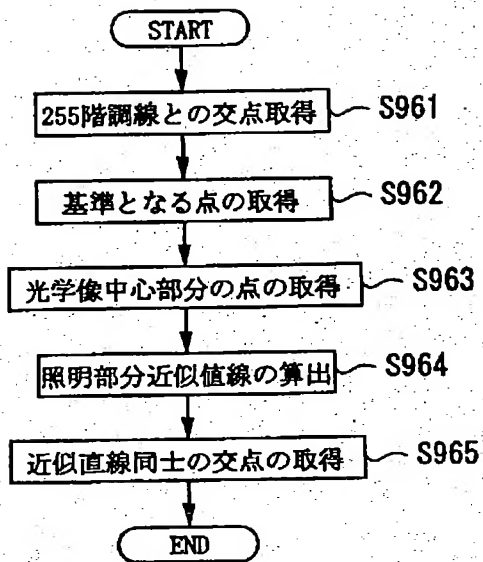 START
255階調線との交点取得 S961
基準となる点の取得 S962
光学像中心部分の点の取得 S963
照明部分近似値線の算出 S964
近似直線同士の交点の取得 S965
END